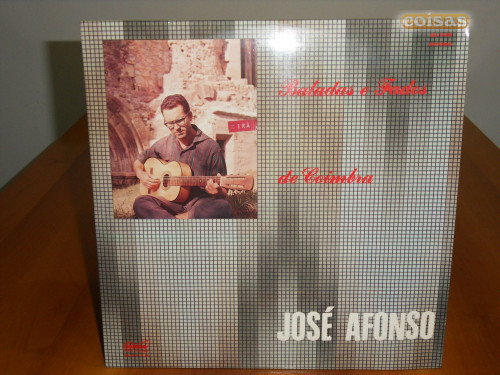 coisas
Baladas e Fados
de Coimbra
JOSÉ AFONSO